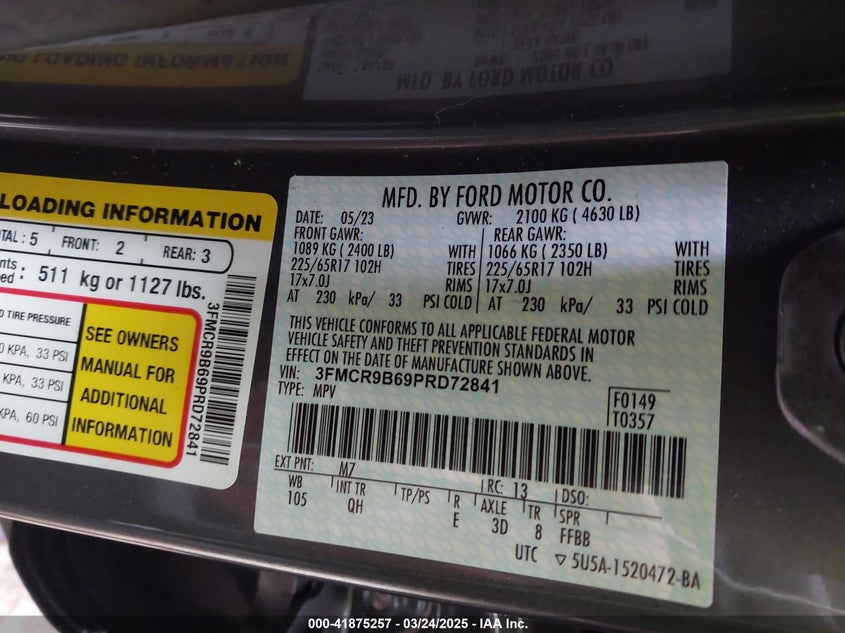 MFD. BY FORD MOTOR CO.
LOADING INFORMATION
TOTAL: 5 FRONT: 2 REAR: 3
511 kg or 1127 lbs.
TIRE PRESSURE
KPA, 33 PSI
KPA, 33 PSI
KPA, 60 PSI
SEE OWNERS
MANUAL FOR
ADDITIONAL
INFORMATION
3FMCR9B69PRD72841
MFD. BY FORD MOTOR CO.
DATE: 05/23 GVWR: 2100 KG ( 4630 LB)
FRONT GAWR: REAR GAWR:
1089 KG ( 2400 LB) WITH 1066 KG ( 2350 LB) WITH
225/65R17 102H TIRES 225/65R17 102H TIRES
17x7.0J RIMS 17x7.0J RIMS
AT 230 kPa/ 33 PSI COLD AT 230 kPa/ 33 PSI COLD
THIS VEHICLE CONFORMS TO ALL APPLICABLE FEDERAL MOTOR
VEHICLE SAFETY AND THEFT PREVENTION STANDARDS IN
EFFECT ON THE DATE OF MANUFACTURE SHOWN ABOVE.
VIN: 3FMCR9B69PRD72841
TYPE: MPV
F0149
T0357
EXT PNT: M7 RC: 13 DSO:
WB INT TR TP/PS R AXLE TR SPR
105 QH E 3D 8 FFBB
UTC ▽ 5U5A-1520472-BA
000-41875257 - 03/24/2025 - IAA Inc.